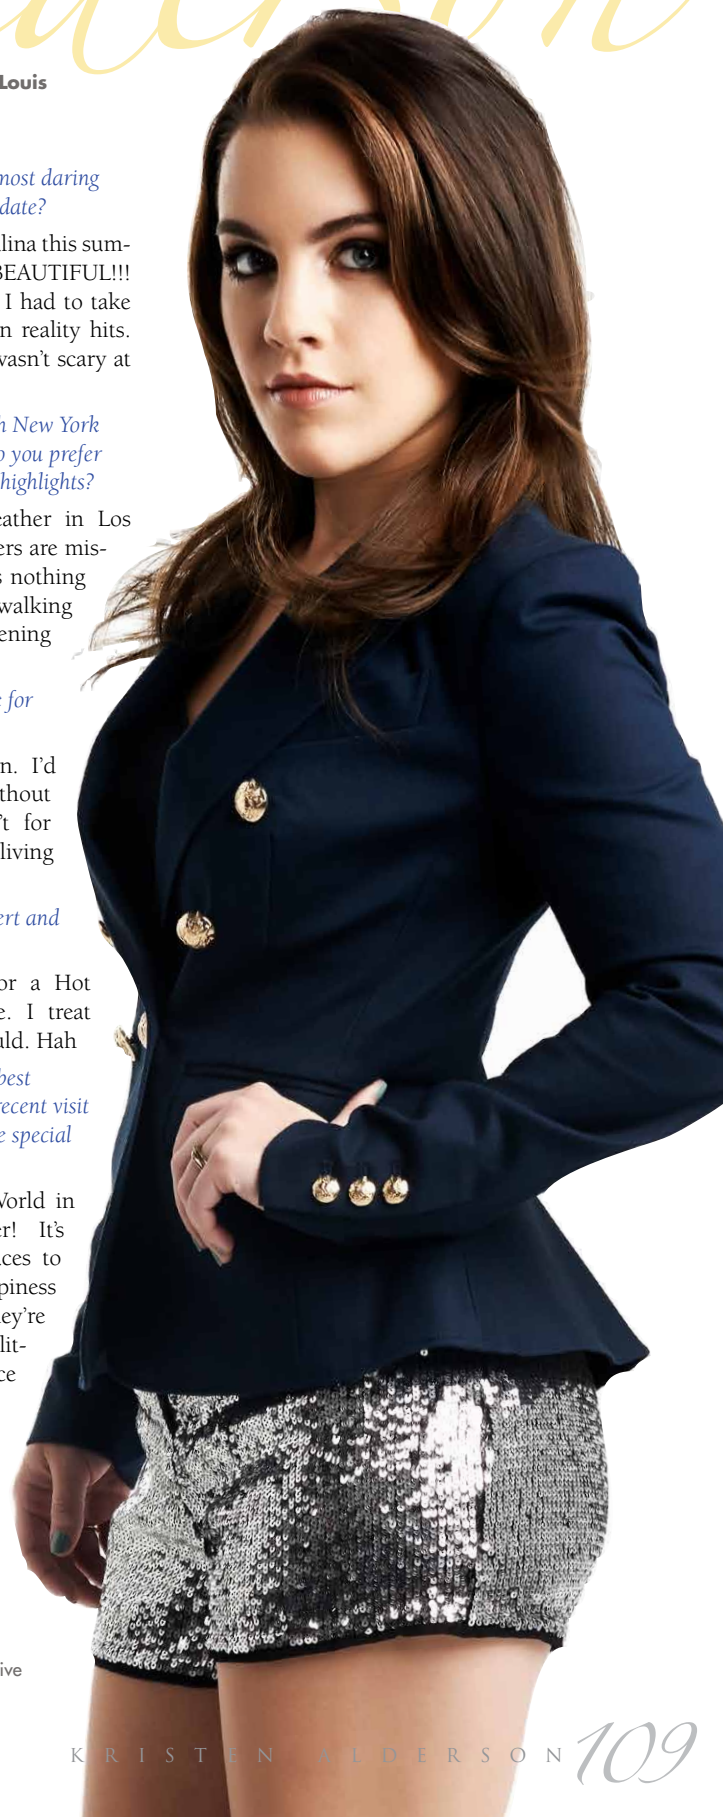 derson
Louis
most daring
date?
lina this sum-
BEAUTIFUL!!!
I had to take
n reality hits.
wasn't scary at
h New York
o you prefer
highlights?
eather in Los
ers are mis-
s nothing
walking
ening
e for
n. I'd
thout
't for
living
ert and
or a Hot
e. I treat
uld. Hah
best
recent visit
e special
World in
er! It's
ces to
piness
ey're
lit-
ce
ive
KRISTEN ALDERSON 109